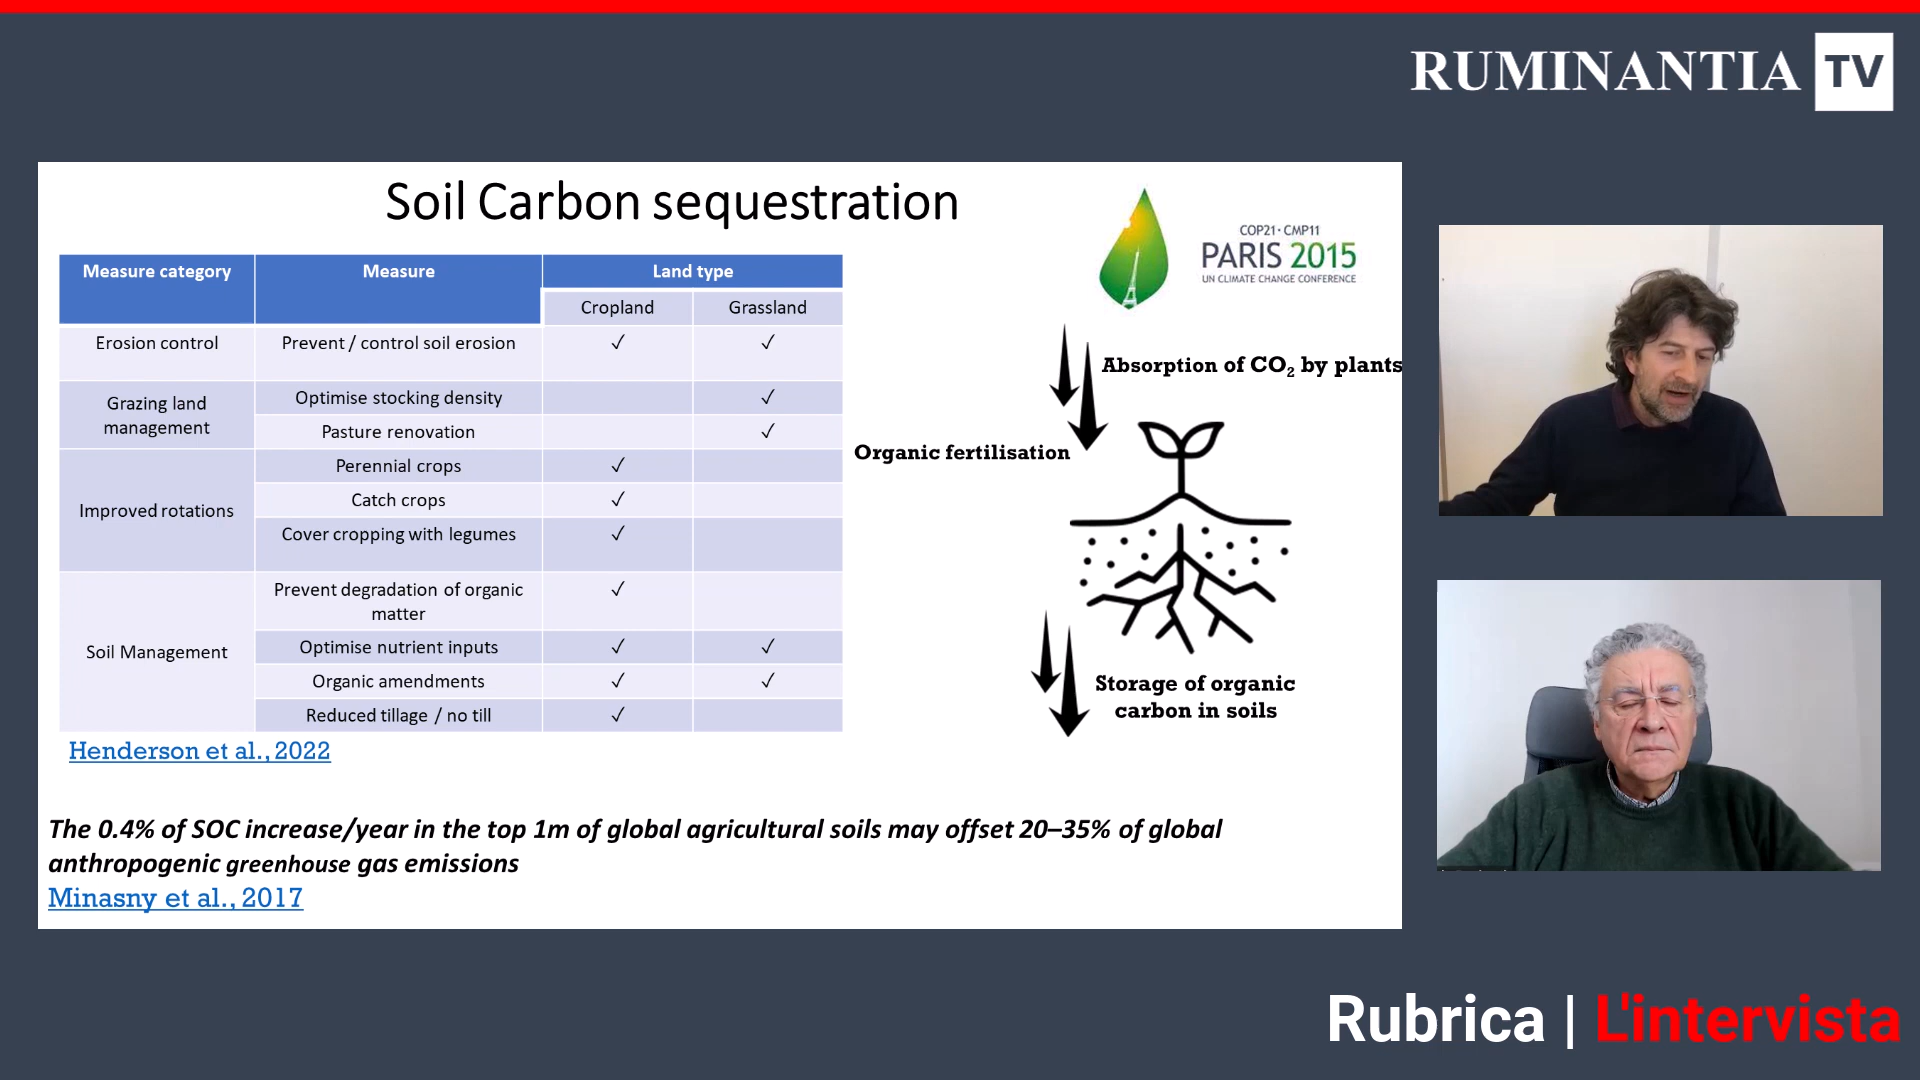 RUMINANTIA TV
Soil Carbon sequestration
COP21·CMP11
PARIS 2015
UN CLIMATE CHANGE CONFERENCE
Measure category Measure Land type
Cropland Grassland
Erosion control Prevent / control soil erosion ✓ ✓
Grazing land
management
Optimise stocking density ✓
Pasture renovation ✓
Improved rotations
Perennial crops ✓
Catch crops ✓
Cover cropping with legumes ✓
Soil Management
Prevent degradation of organic
matter ✓
Optimise nutrient inputs ✓ ✓
Organic amendments ✓ ✓
Reduced tillage / no till ✓
Henderson et al., 2022
Absorption of CO₂ by plants
Organic fertilisation
Storage of organic
carbon in soils
The 0.4% of SOC increase/year in the top 1m of global agricultural soils may offset 20–35% of global
anthropogenic greenhouse gas emissions
Minasny et al., 2017
Rubrica | L'intervista